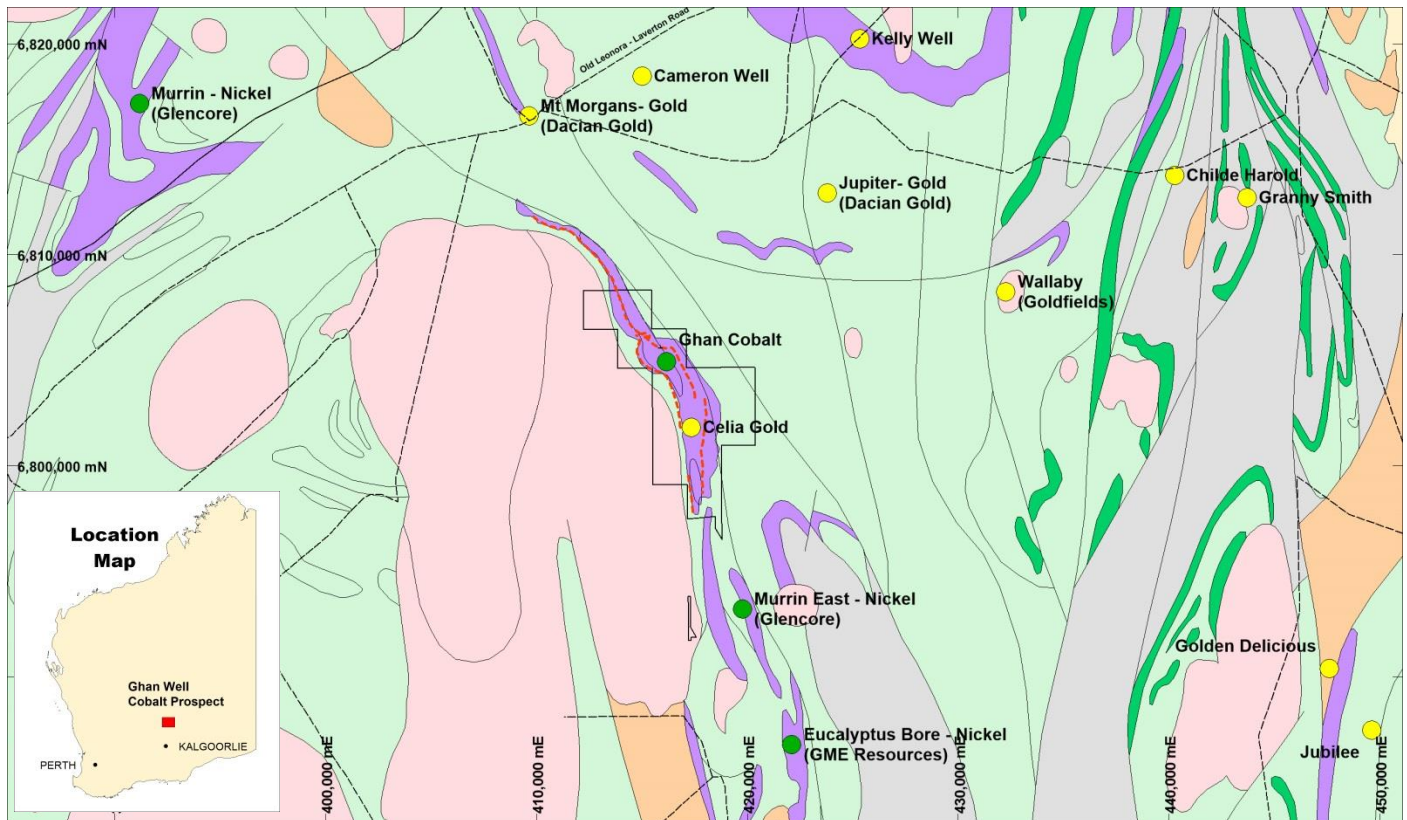 6,820,000 mN
Old Leonora - Laverton Road
Kelly Well
Cameron Well
Murrin - Nickel
(Glencore)
Mt Morgans- Gold
(Dacian Gold)
Jupiter- Gold
(Dacian Gold)
Childe Harold
Granny Smith
6,810,000 mN
Wallaby
(Goldfields)
Ghan Cobalt
Celia Gold
6,800,000 mN
Location
Map
Ghan Well
Cobalt Prospect
KALGOORLIE
PERTH
Murrin East - Nickel
(Glencore)
Golden Delicious
Eucalyptus Bore - Nickel
(GME Resources)
Jubilee
400,000 mE
410,000 mE
420,000 mE
430,000 mE
440,000 mE
450,000 mE